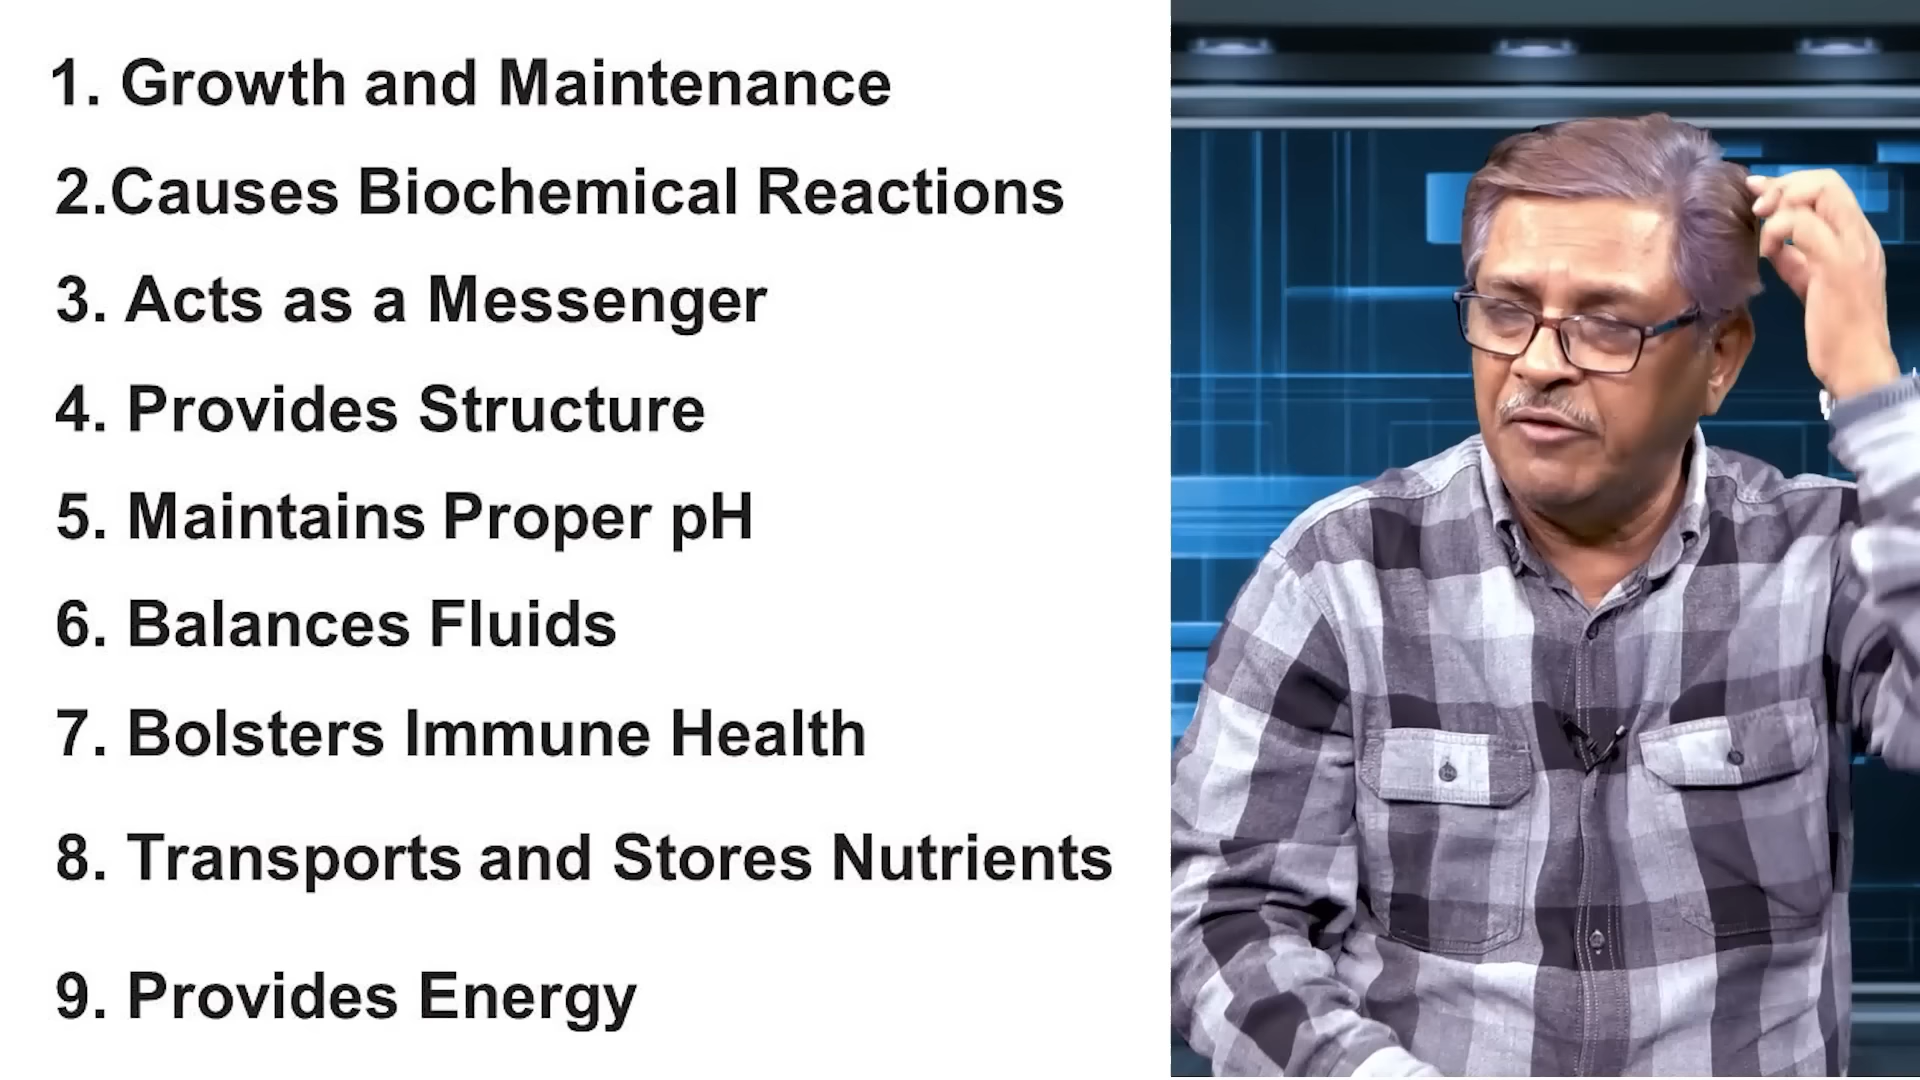 1. Growth and Maintenance
2.Causes Biochemical Reactions
3. Acts as a Messenger
4. Provides Structure
5. Maintains Proper pH
6. Balances Fluids
7. Bolsters Immune Health
8. Transports and Stores Nutrients
9. Provides Energy